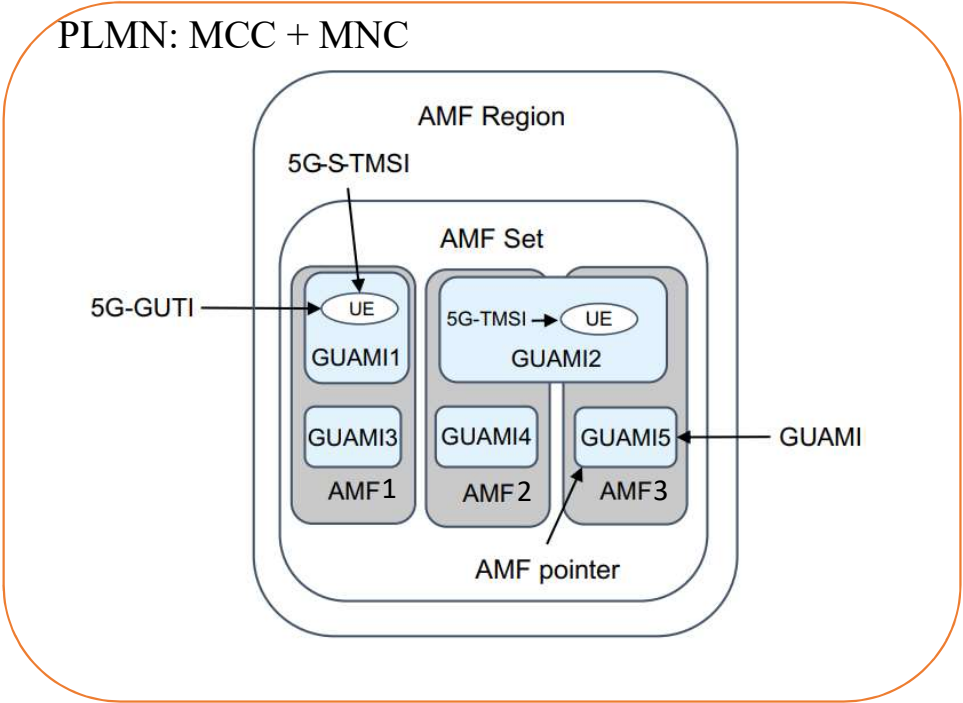 PLMN: MCC + MNC
AMF Region
5G-S-TMSI
AMF Set
5G-GUTI
UE
GUAMI1
5G-TMSI
UE
GUAMI2
GUAMI3
GUAMI4
GUAMI5
GUAMI
AMF1
AMF2
AMF3
AMF pointer